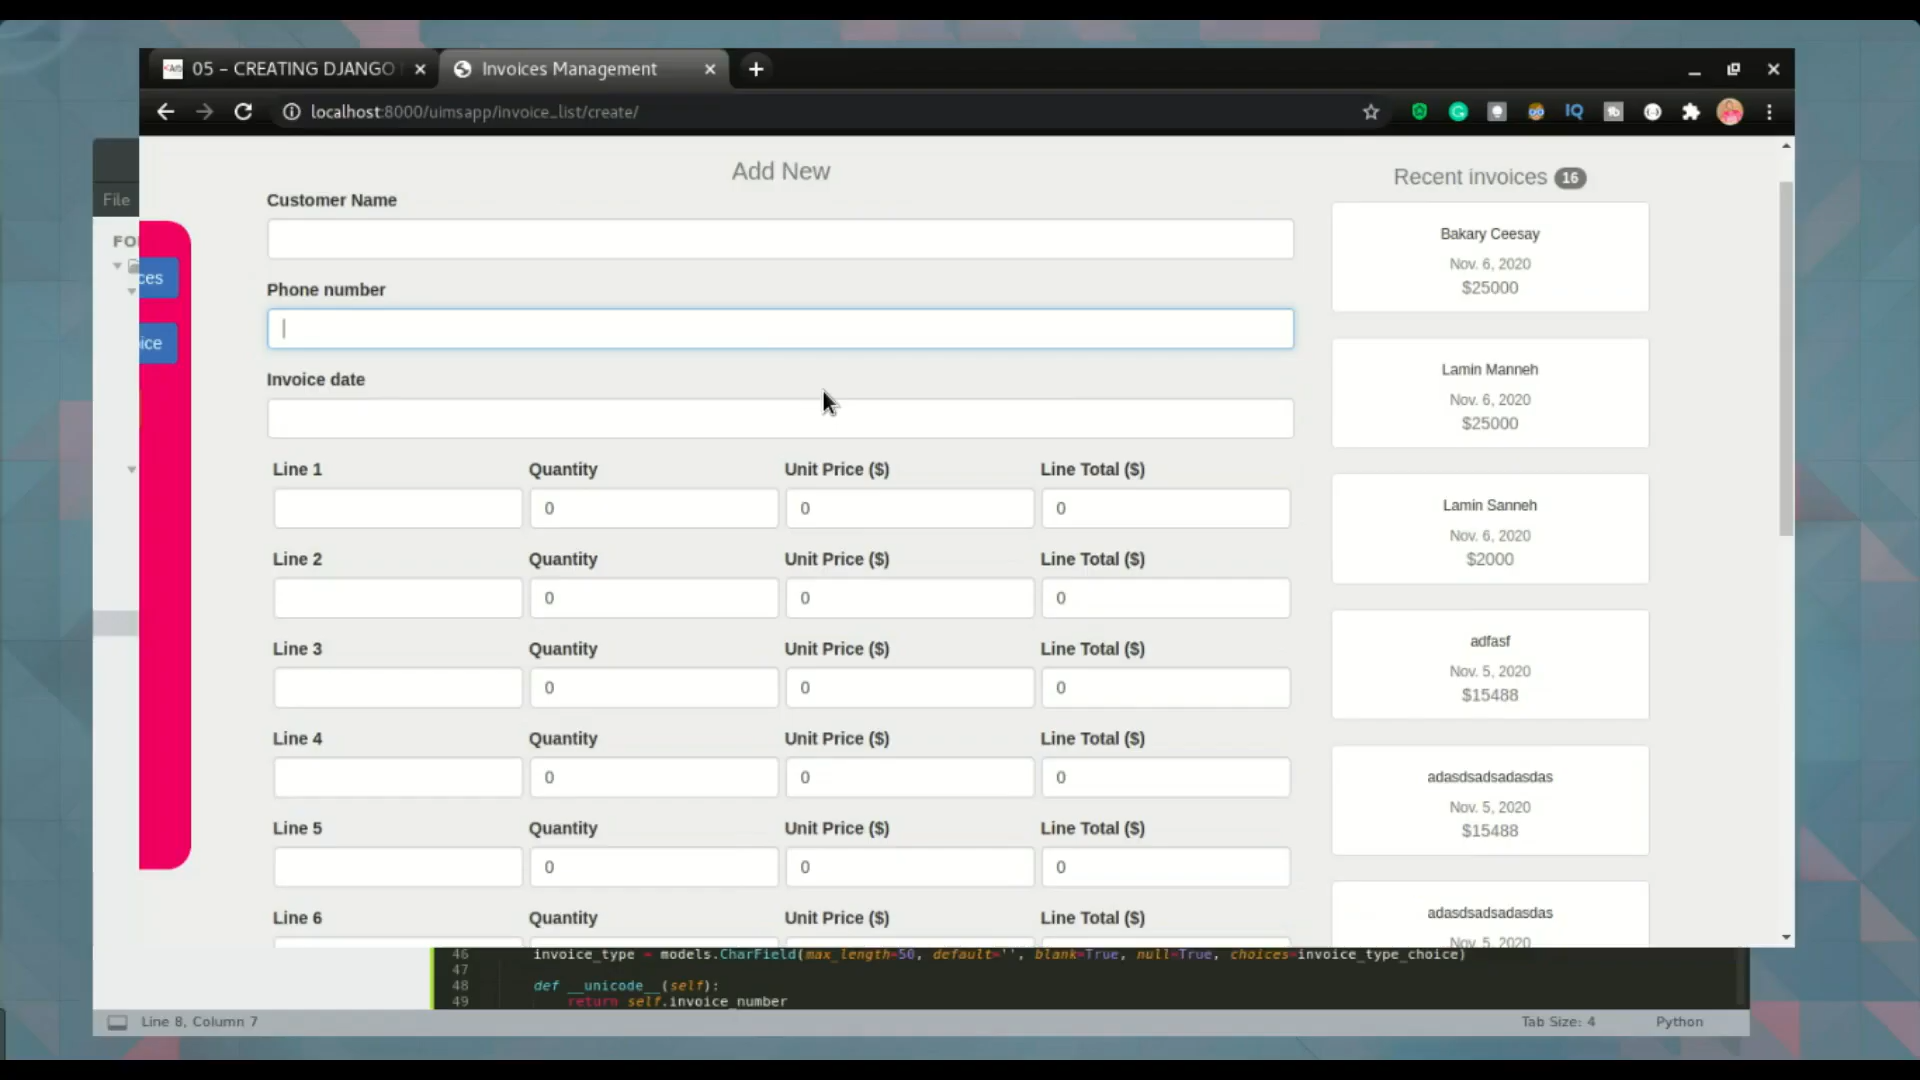 05 – CREATING DJANGO
Invoices Management
localhost:8000/uimsapp/invoice_list/create/
IQ
File
Add New
Customer Name
Phone number
Invoice date
Line 1 Quantity Unit Price ($) Line Total ($)
0 0 0
Line 2 Quantity Unit Price ($) Line Total ($)
0 0 0
Line 3 Quantity Unit Price ($) Line Total ($)
0 0 0
Line 4 Quantity Unit Price ($) Line Total ($)
0 0 0
Line 5 Quantity Unit Price ($) Line Total ($)
0 0 0
Line 6 Quantity Unit Price ($) Line Total ($)
Recent invoices 16
Bakary Ceesay
Nov. 6, 2020
$25000
Lamin Manneh
Nov. 6, 2020
$25000
Lamin Sanneh
Nov. 6, 2020
$2000
adfasf
Nov. 5, 2020
$15488
adasdsadsadasdas
Nov. 5, 2020
$15488
adasdsadsadasdas
Nov. 5, 2020
46 invoice_type = models.CharField(max_length=50, default='', blank=True, null=True, choices=invoice_type_choice)
47
48 def __unicode__(self):
49 return self.invoice_number
Line 8, Column 7
Tab Size: 4
Python